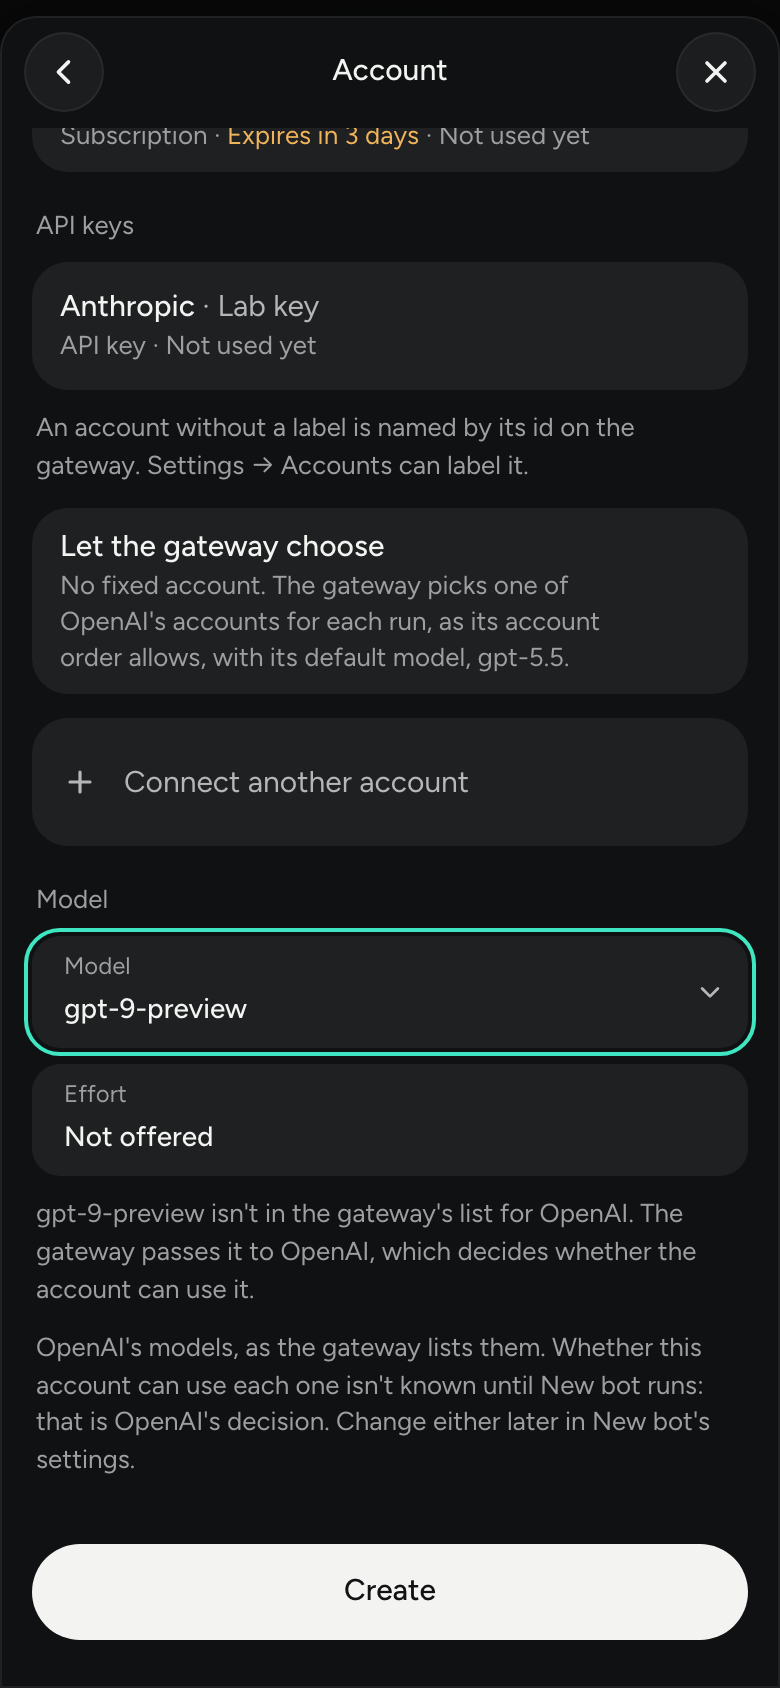 Account
Subscription · Expires in 3 days · Not used yet
API keys
Anthropic · Lab key
API key · Not used yet
An account without a label is named by its id on the
gateway. Settings → Accounts can label it.
Let the gateway choose
No fixed account. The gateway picks one of
OpenAI's accounts for each run, as its account
order allows, with its default model, gpt-5.5.
Connect another account
Model
Model
gpt-9-preview
Effort
Not offered
gpt-9-preview isn't in the gateway's list for OpenAI. The
gateway passes it to OpenAI, which decides whether the
account can use it.
OpenAI's models, as the gateway lists them. Whether this
account can use each one isn't known until New bot runs:
that is OpenAI's decision. Change either later in New bot's
settings.
Create